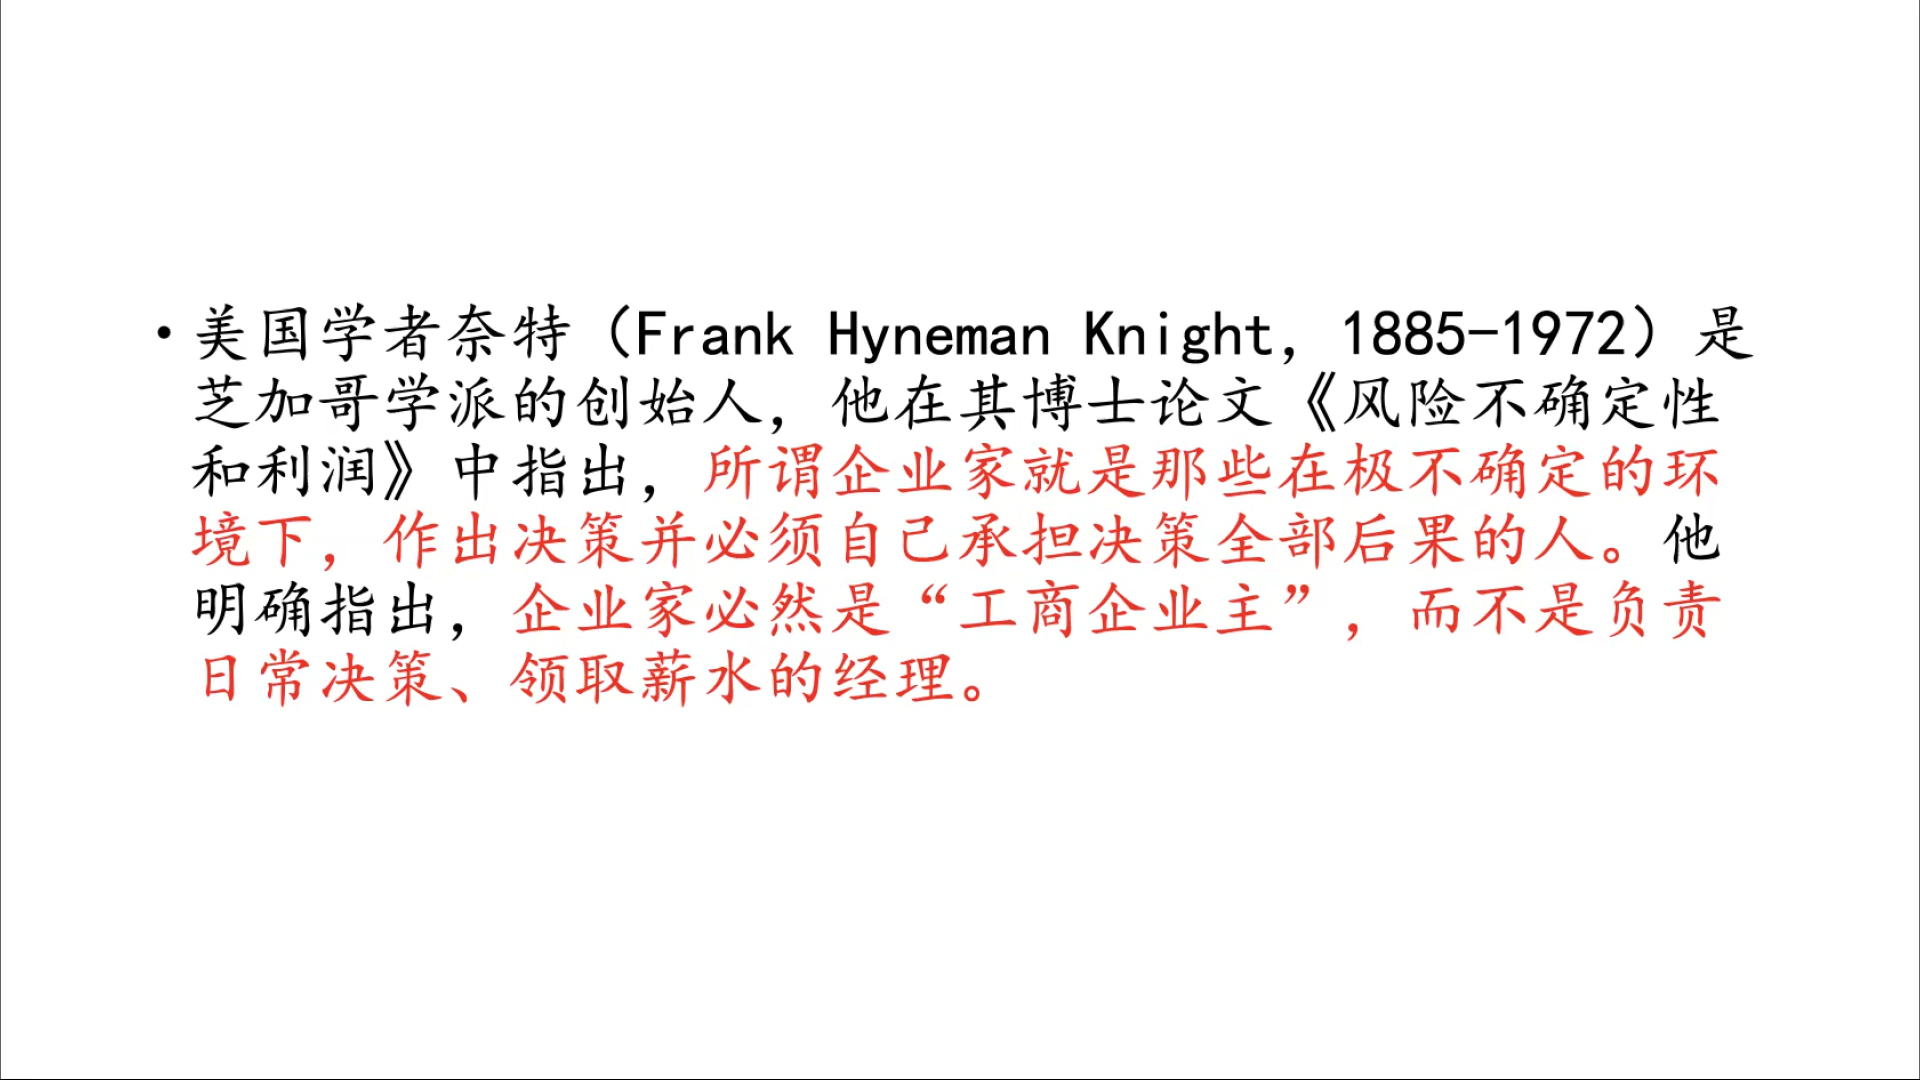 • 美国学者奈特（Frank Hyneman Knight，1885-1972）是
芝加哥学派的创始人，他在其博士论文《风险不确定性
和利润》中指出，所谓企业家就是那些在极不确定的环
境下，作出决策并必须自己承担决策全部后果的人。他
明确指出，企业家必然是“工商企业主”，而不是负责
日常决策、领取薪水的经理。